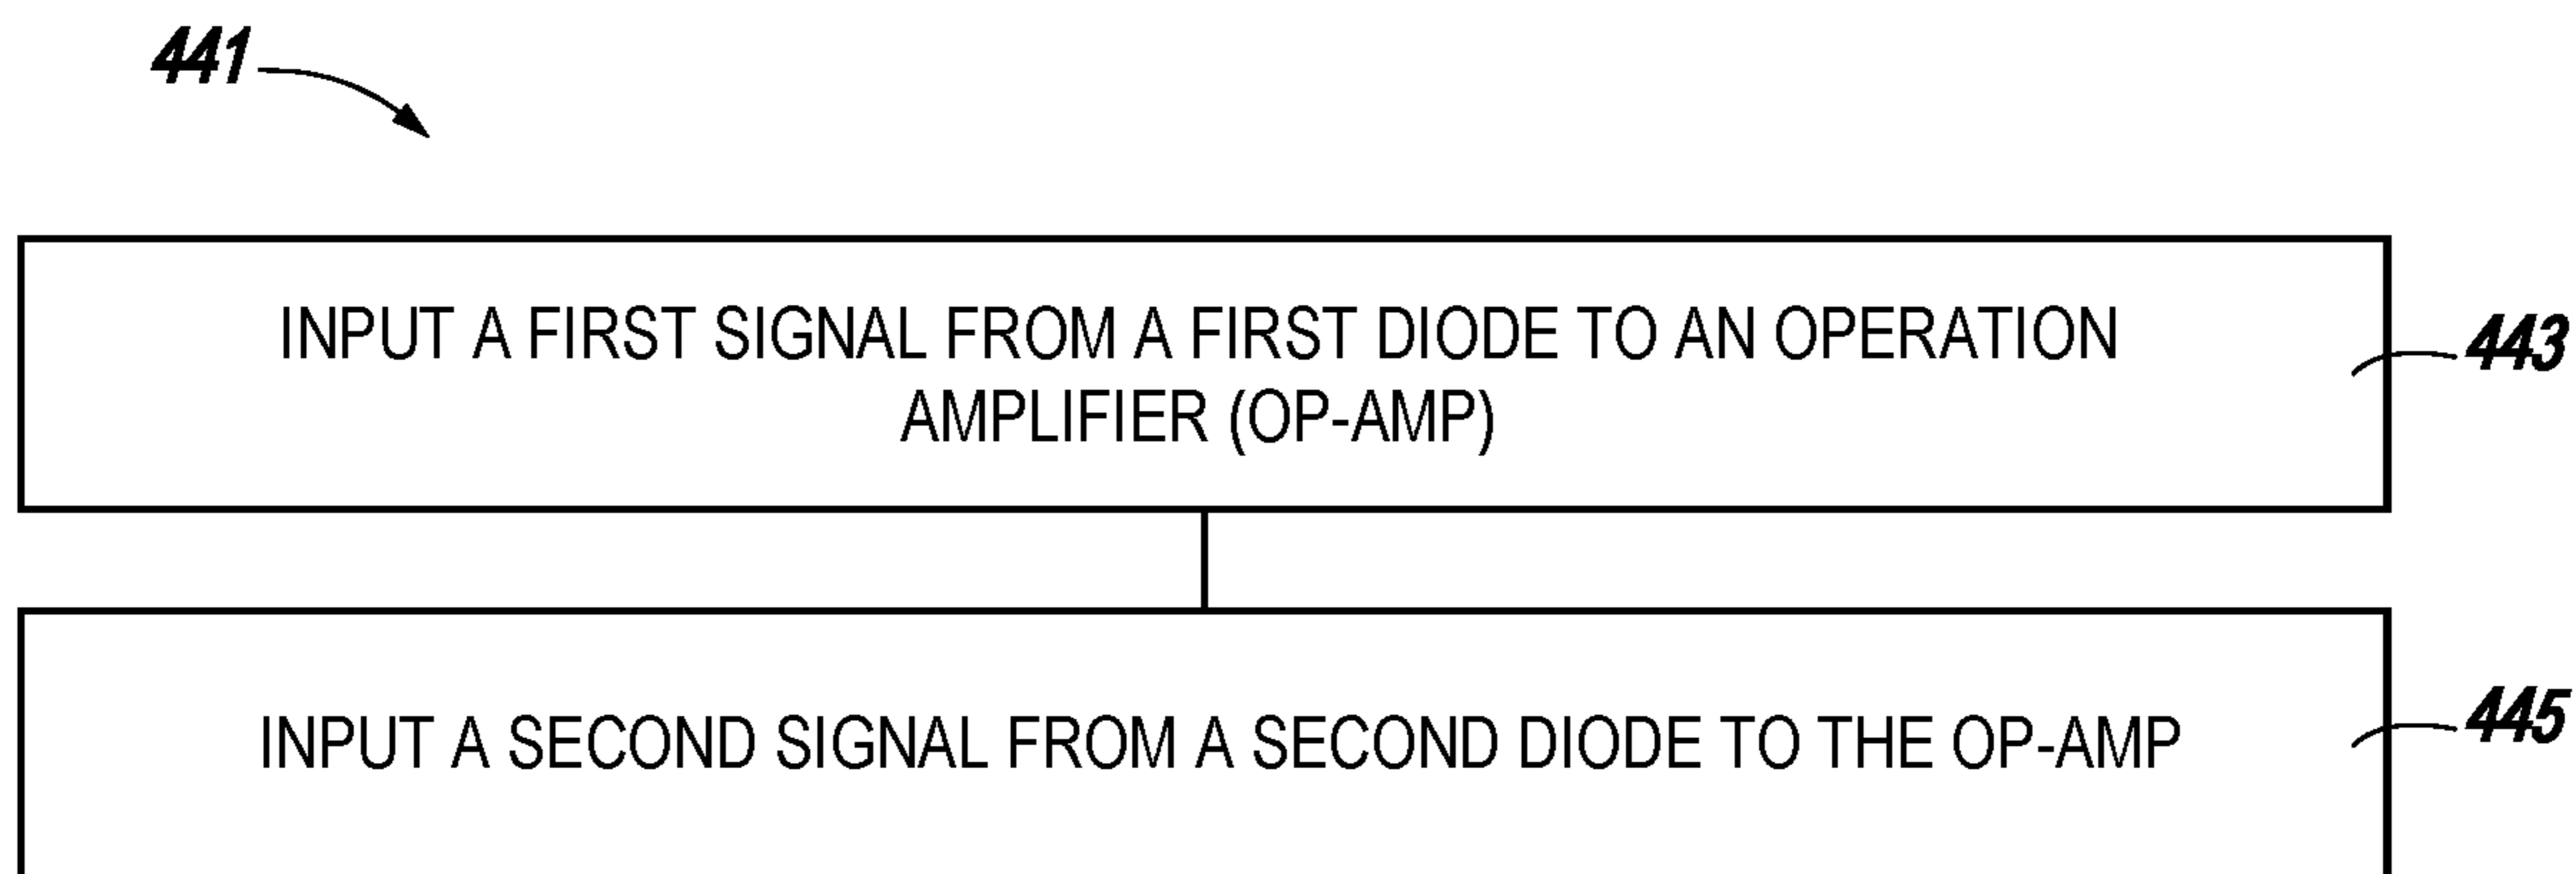 441
INPUT A FIRST SIGNAL FROM A FIRST DIODE TO AN OPERATION
AMPLIFIER (OP-AMP)
443
INPUT A SECOND SIGNAL FROM A SECOND DIODE TO THE OP-AMP
445